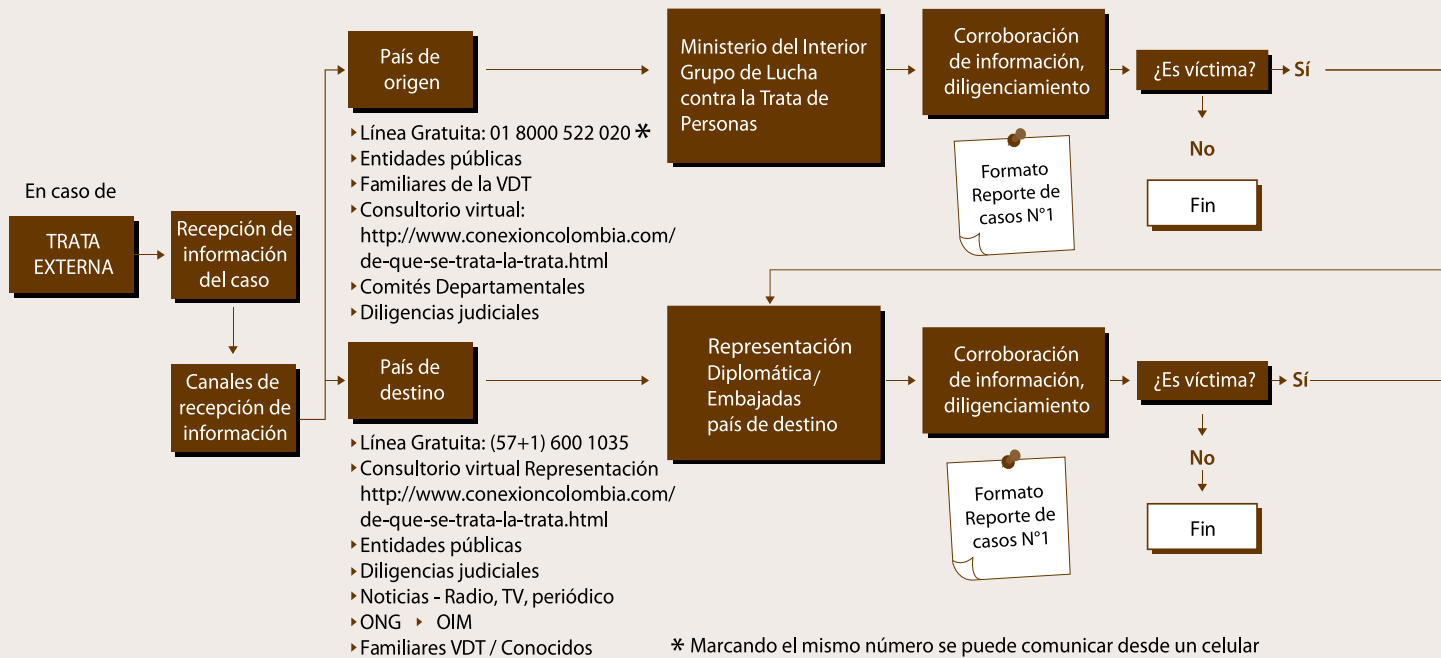 En caso de
TRATA
EXTERNA
Recepción de
información
del caso
Canales de
recepción de
información
País de
origen
▸Línea Gratuita: 01 8000 522 020 *
▸Entidades públicas
▸Familiares de la VDT
▸Consultorio virtual:
http://www.conexioncolombia.com/
de-que-se-trata-la-trata.html
▸Comités Departamentales
▸Diligencias judiciales
Ministerio del Interior
Grupo de Lucha
contra la Trata de
Personas
Corroboración
de información,
diligenciamiento
Formato
Reporte de
casos N°1
¿Es víctima?
Sí
No
Fin
País de
destino
▸Línea Gratuita: (57+1) 600 1035
▸Consultorio virtual Representación
http://www.conexioncolombia.com/
de-que-se-trata-la-trata.html
▸Entidades públicas
▸Diligencias judiciales
▸Noticias - Radio, TV, periódico
▸ONG ▸ OIM
▸Familiares VDT / Conocidos
Representación
Diplomática/
Embajadas
país de destino
Corroboración
de información,
diligenciamiento
Formato
Reporte de
casos N°1
¿Es víctima?
Sí
No
Fin
* Marcando el mismo número se puede comunicar desde un celular